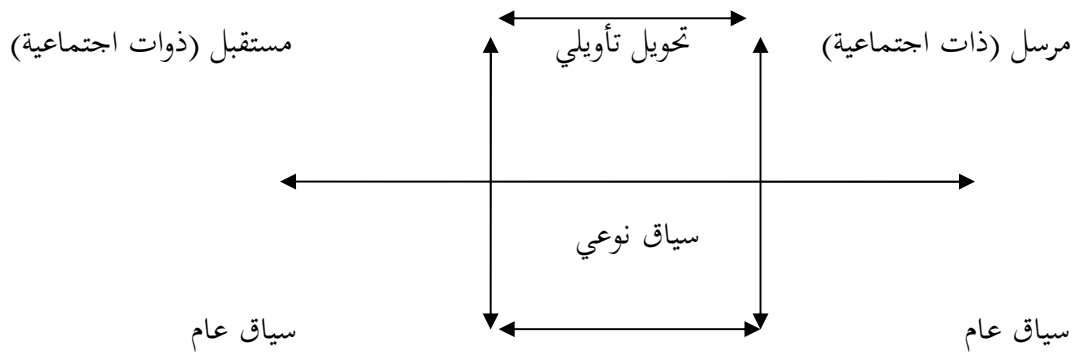 مرسل (ذات اجتماعية) تحويل تأويلي مستقبل (ذوات اجتماعية)
سياق نوعي
سياق عام سياق عام